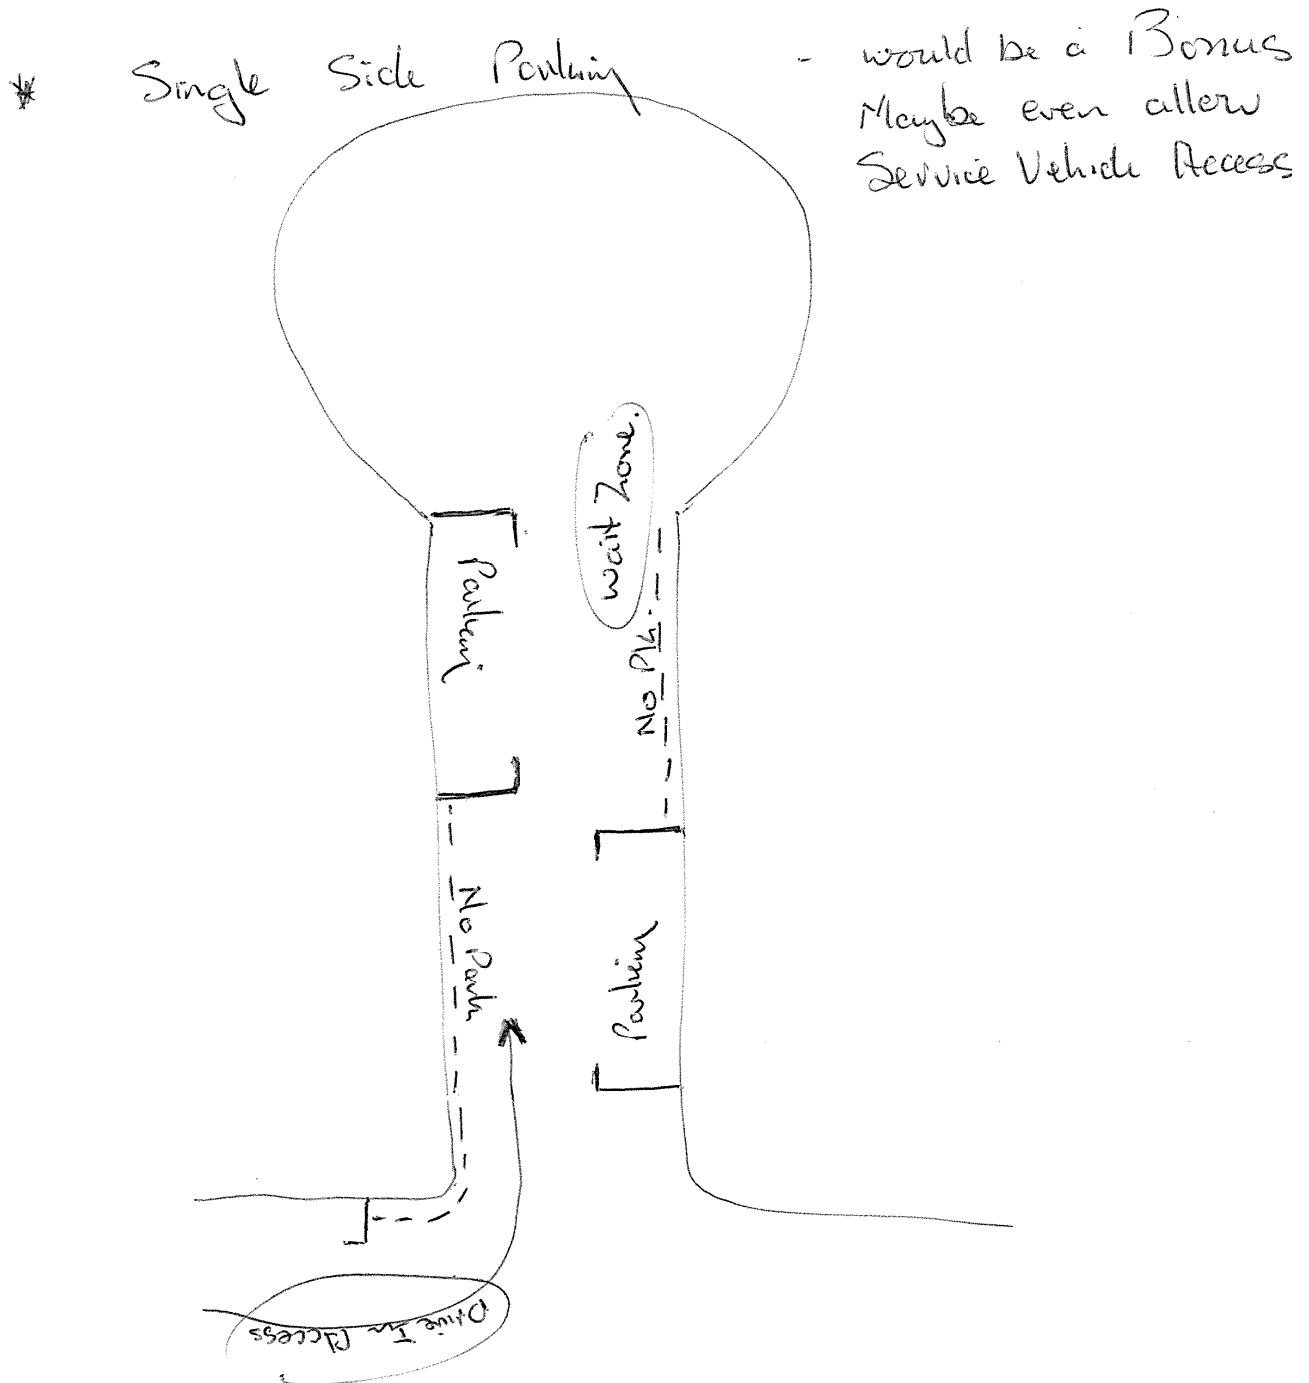 * Single Side Parking
- would be a Bonus
Maybe even allow
Service Vehicle Access
Wait Zone.
Parking
No Pk.
No Park
Parking
Drive In Access